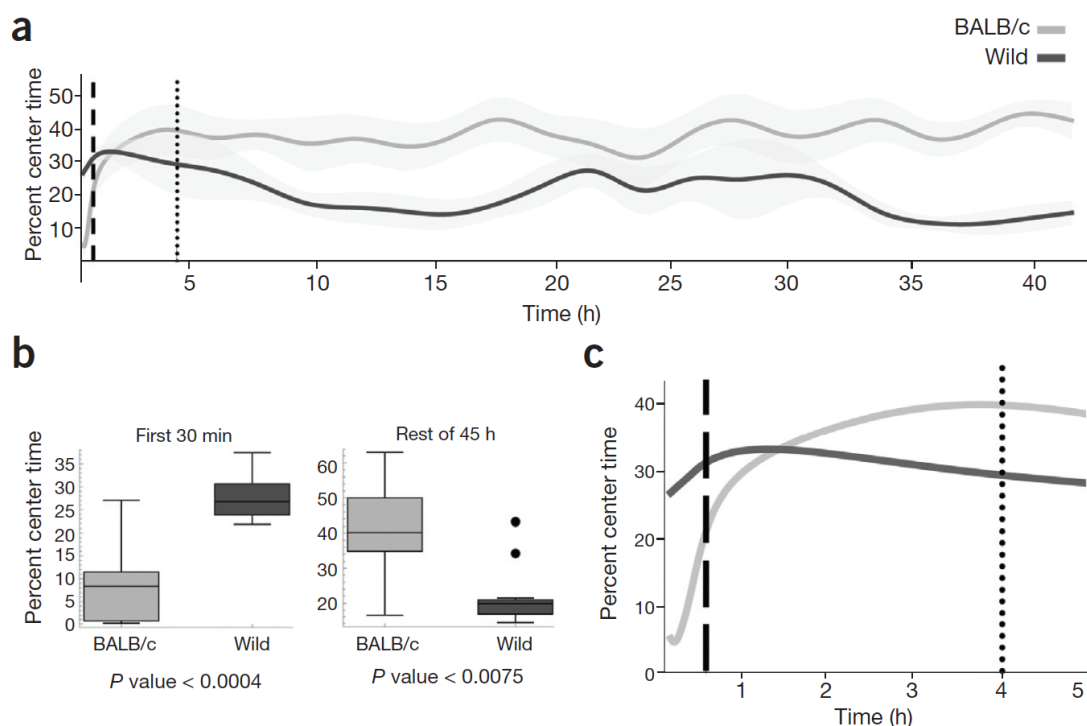 a
BALB/c
Wild
Percent center time
50
40
30
20
10
5 10 15 20 25 30 35 40
Time (h)
b
First 30 min
Percent center time
35
30
25
20
15
10
5
0
BALB/c Wild
P value < 0.0004
Rest of 45 h
60
50
40
30
20
BALB/c Wild
P value < 0.0075
c
Percent center time
40
30
20
10
0
1 2 3 4 5
Time (h)